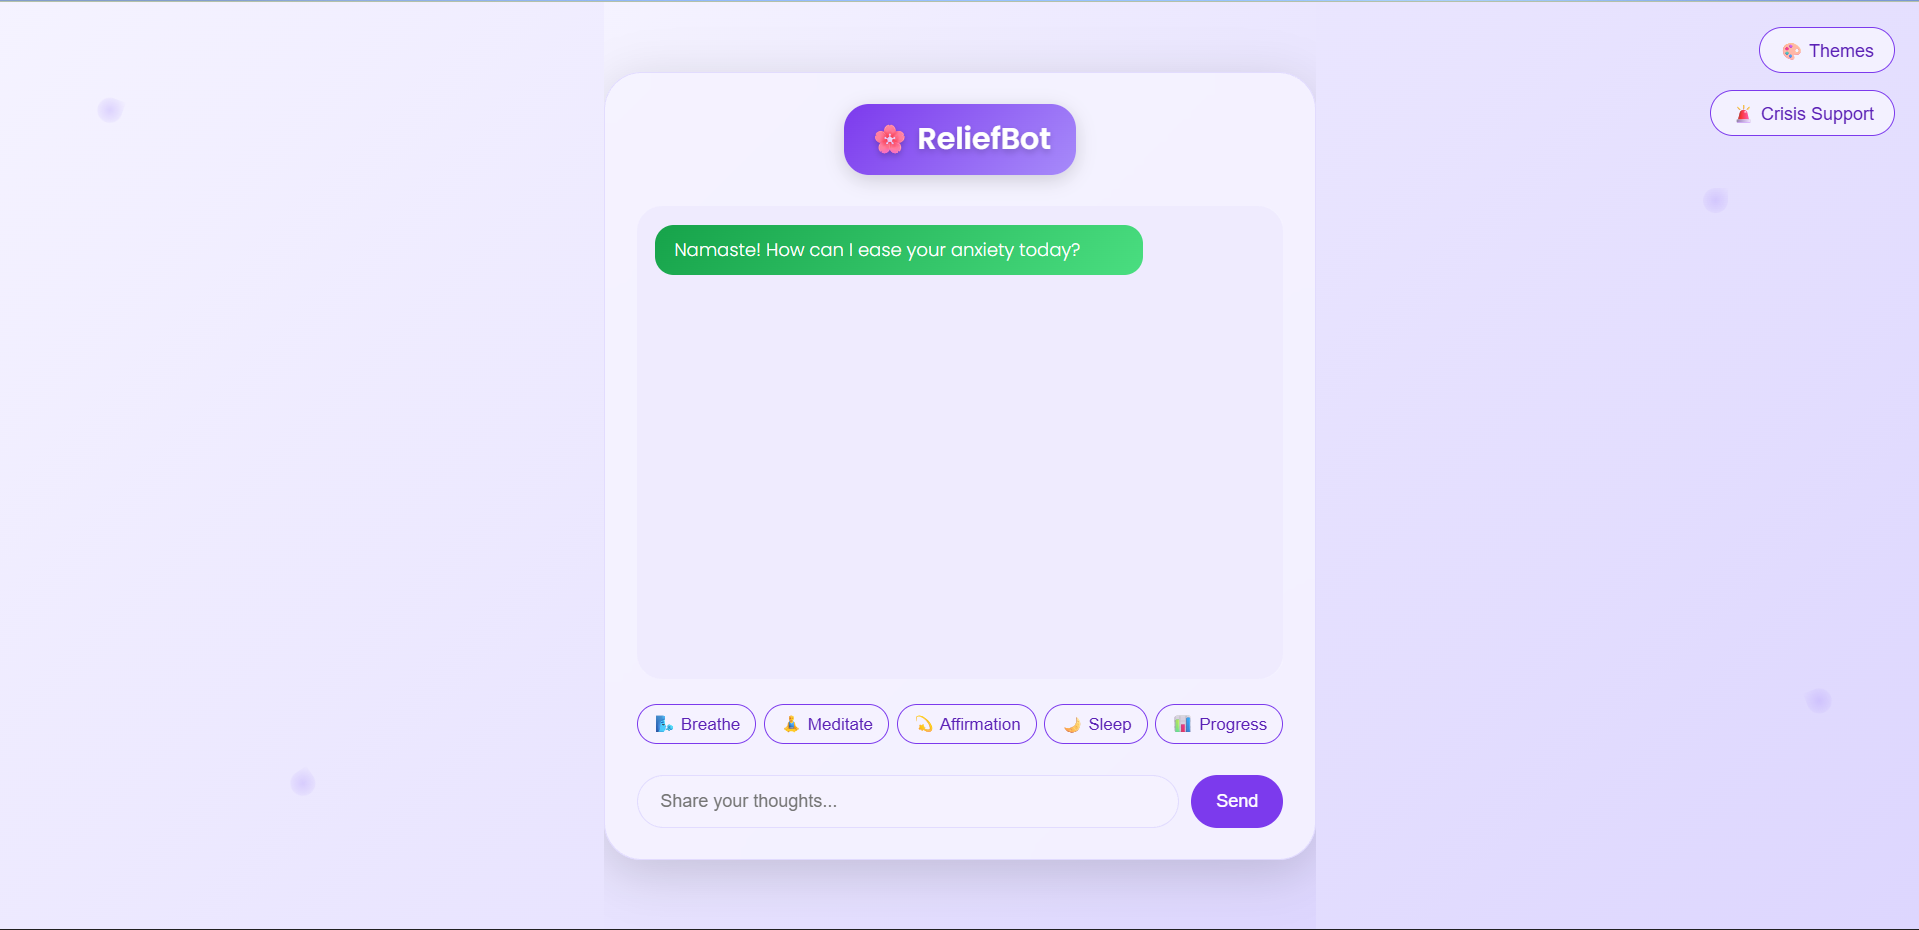 Themes
Crisis Support
ReliefBot
Namaste! How can I ease your anxiety today?
Breathe Meditate Affirmation Sleep Progress
Share your thoughts... Send